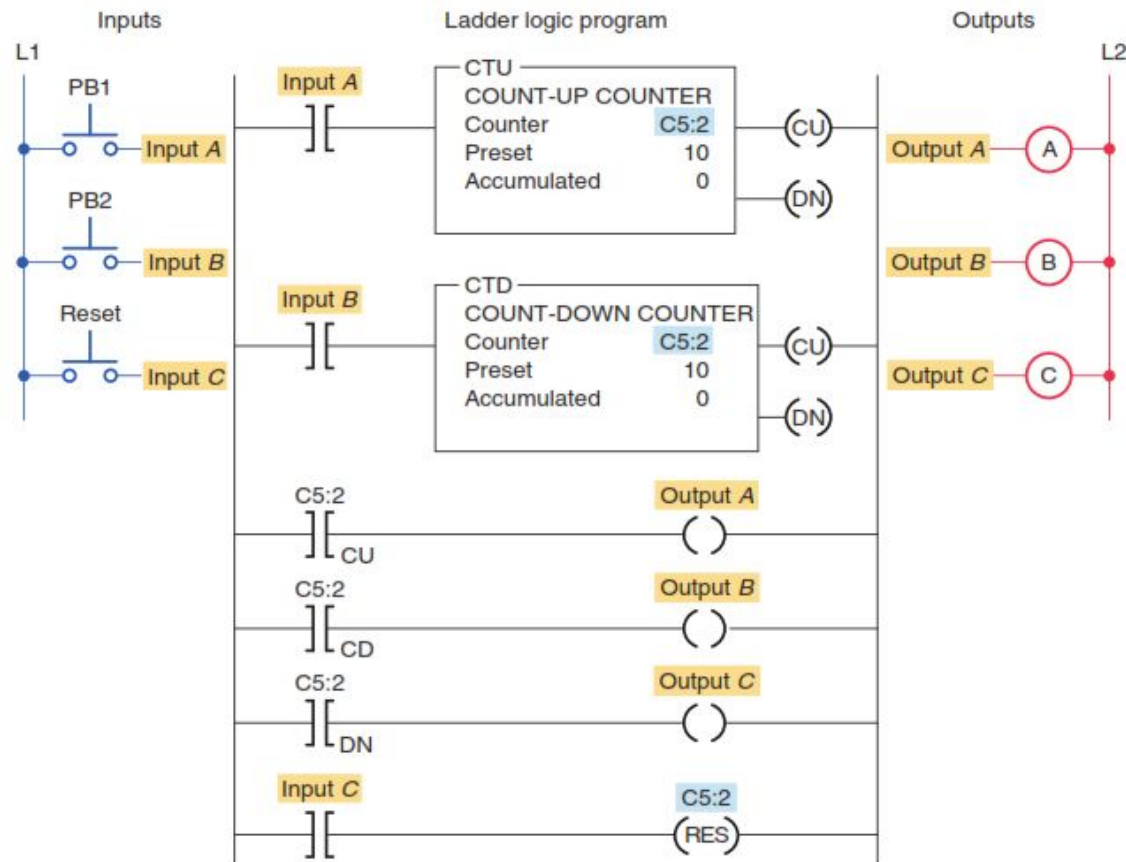 Inputs
Ladder logic program
Outputs
L1
L2
PB1
Input A
PB2
Input B
Reset
Input C
Input A
CTU
COUNT-UP COUNTER
Counter C5:2
Preset 10
Accumulated 0
CU
DN
Input B
CTD
COUNT-DOWN COUNTER
Counter C5:2
Preset 10
Accumulated 0
CU
DN
C5:2
CU
Output A
C5:2
CD
Output B
C5:2
DN
Output C
Input C
C5:2
RES
Output A A
Output B B
Output C C